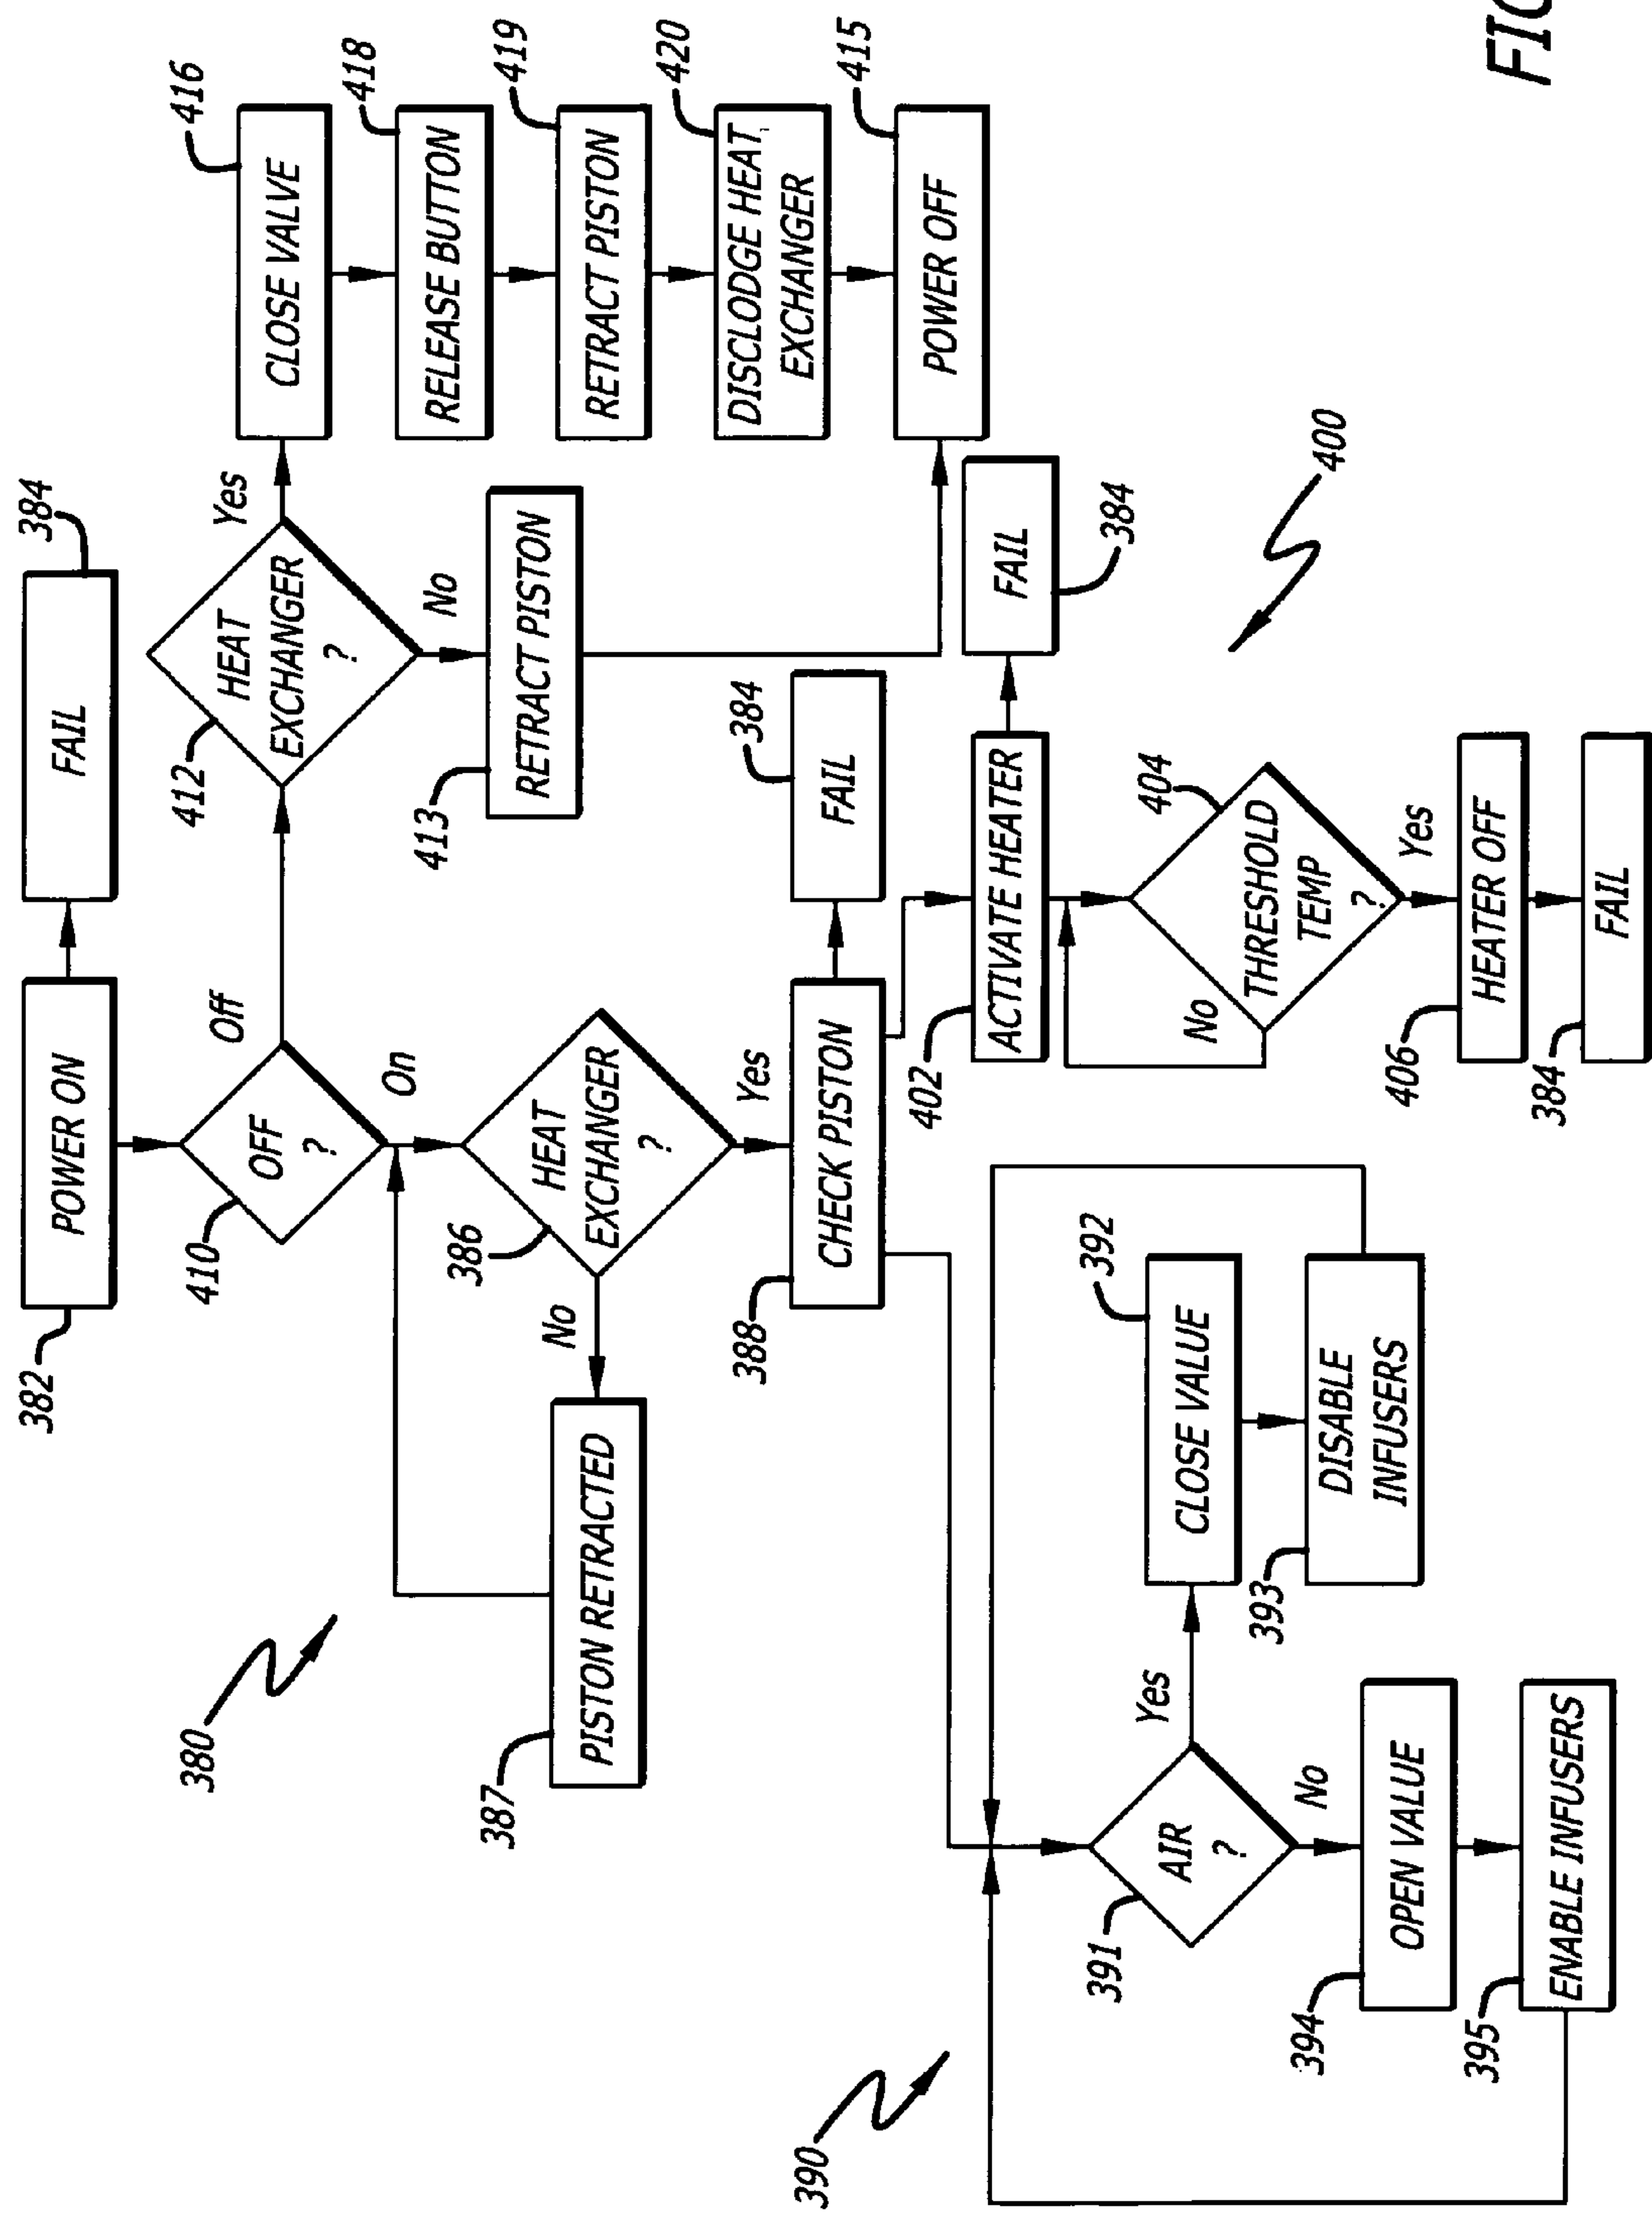 382
POWER ON
FAIL
384
380
410
OFF
?
Off
On
412
HEAT
EXCHANGER
?
Yes
No
416
CLOSE VALVE
418
RELEASE BUTTON
413
RETRACT PISTON
419
RETRACT PISTON
420
DISCLODGE HEAT
EXCHANGER
415
POWER OFF
387
PISTON RETRACTED
No
386
HEAT
EXCHANGER
?
Yes
388
CHECK PISTON
FAIL
384
390
391
AIR
?
Yes
No
392
CLOSE VALUE
393
DISABLE
INFUSERS
394
OPEN VALUE
395
ENABLE INFUSERS
402
ACTIVATE HEATER
FAIL
384
400
404
THRESHOLD
TEMP
?
No
Yes
406
HEATER OFF
384
FAIL